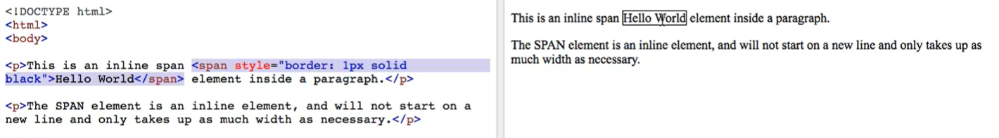 <!DOCTYPE html>
<html>
<body>
<p>This is an inline span <span style="border: 1px solid
black">Hello World</span> element inside a paragraph.</p>
<p>The SPAN element is an inline element, and will not start on a
new line and only takes up as much width as necessary.</p>
This is an inline span Hello World element inside a paragraph.
The SPAN element is an inline element, and will not start on a new line and only takes up as
much width as necessary.